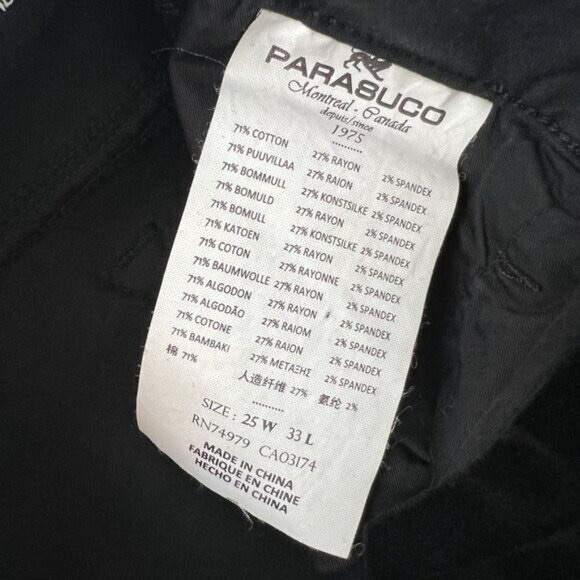 PARASUCO
Montreal - Canada
depuis/since
1975
71% COTTON 27% RAYON 2% SPANDEX
71% PUUVILLAA 27% RAION 2% SPANDEX
71% BOMMULL 27% KONSTSILKE 2% SPANDEX
71% BOMULD 27% RAYON 2% SPANDEX
71% BOMULL 27% KONSTSILKE 2% SPANDEX
71% KATOEN 27% RAYON 2% SPANDEX
71% COTON 27% RAYONNE 2% SPANDEX
71% BAUMWOLLE 27% RAYON 2% SPANDEX
71% ALGODON 27% RAYON 2% SPANDEX
71% ALGODÃO 27% RAIOM 2% SPANDEX
71% COTONE 27% RAION 2% SPANDEX
71% BAMBAKI 27% ΜΕΤΑΞΗΣ 2% SPANDEX
棉 71% 人造纤维 27% 氨纶 2%
SIZE: 25 W 33 L
RN74979 CA03174
MADE IN CHINA
FABRIQUE EN CHINE
HECHO EN CHINA